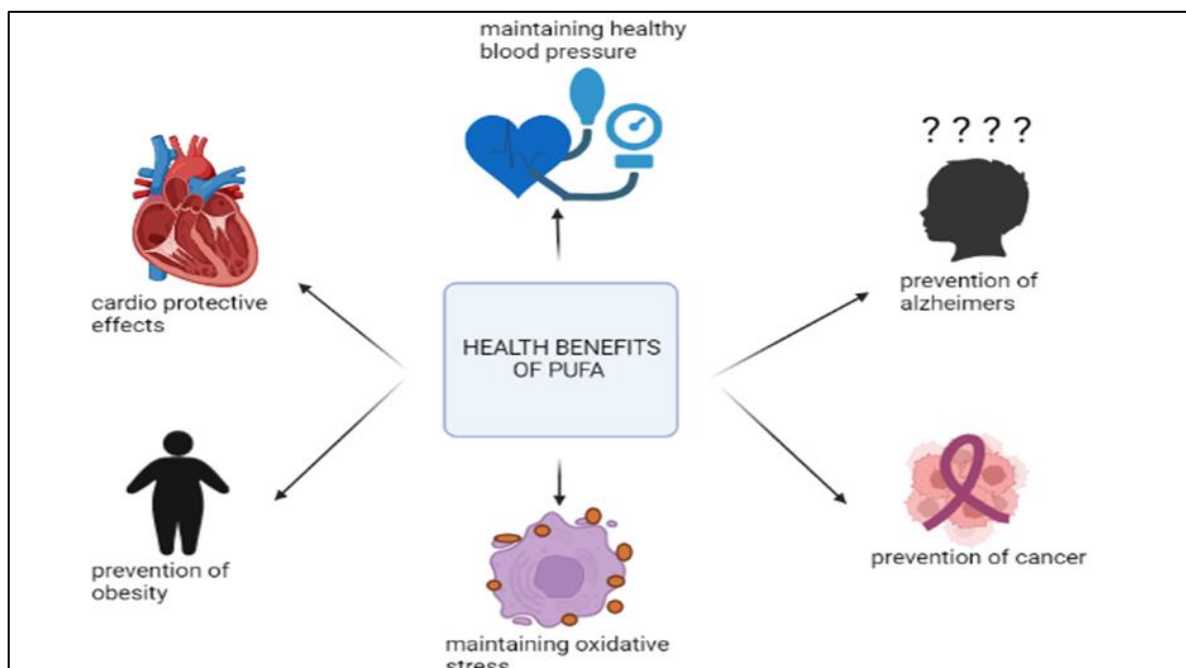 maintaining healthy
blood pressure
? ? ? ?
cardio protective
effects
prevention of
alzheimers
HEALTH BENEFITS
OF PUFA
prevention of
obesity
prevention of cancer
maintaining oxidative
stress